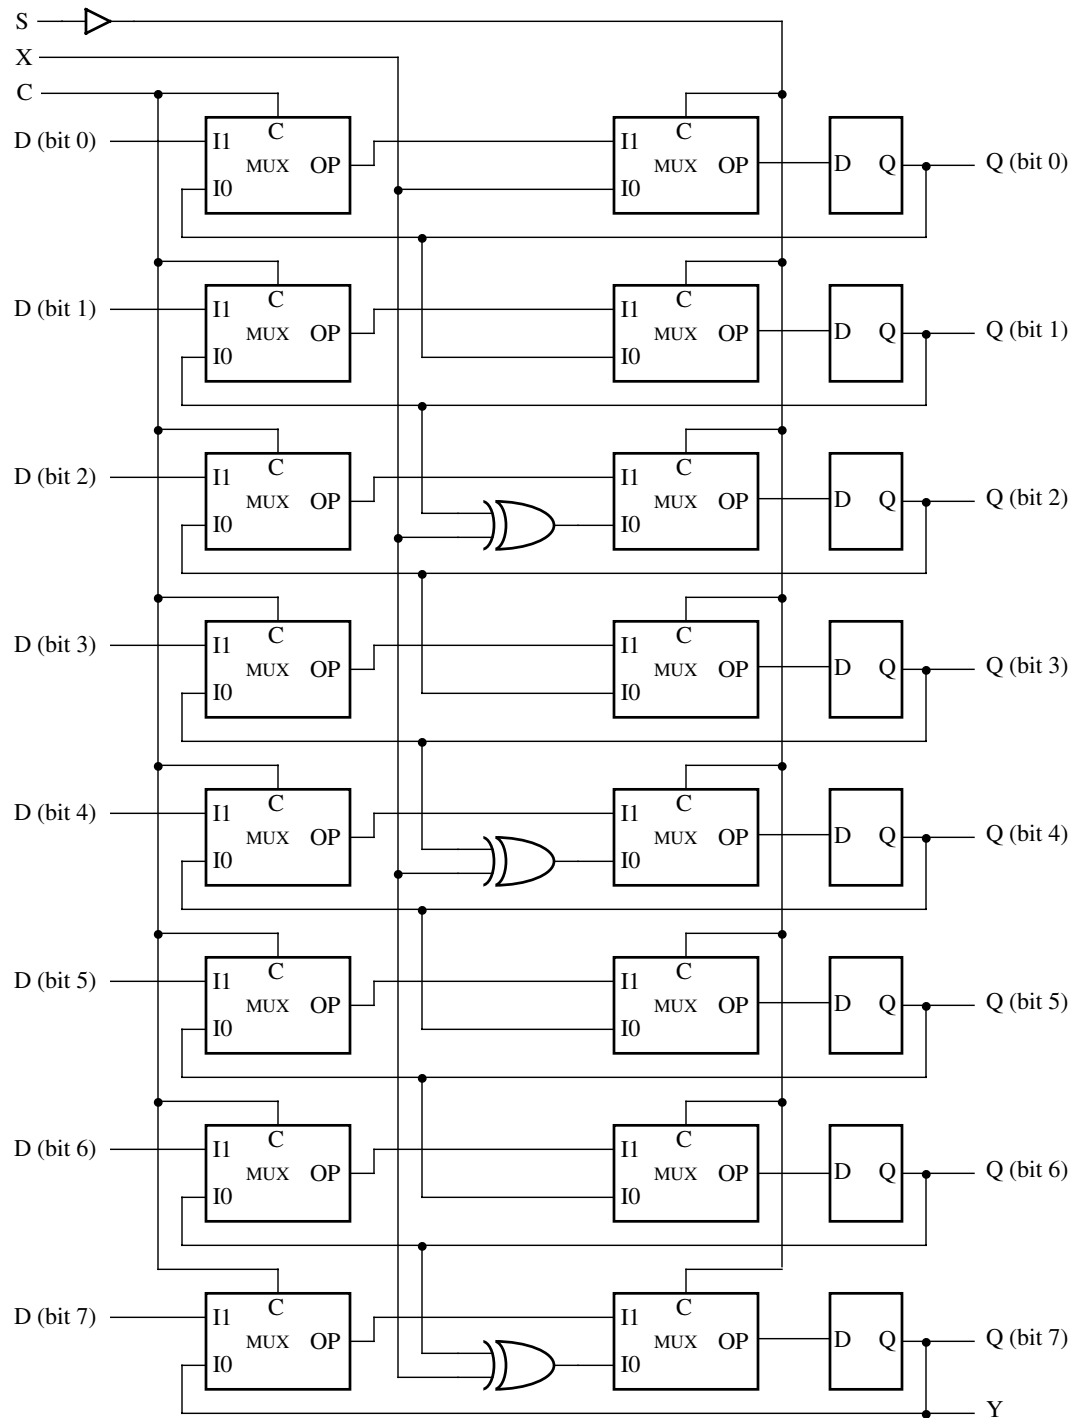 S
X
C
C C
D (bit 0) I1 MUX OP I1 MUX OP D Q Q (bit 0)
I0 I0
C C
D (bit 1) I1 MUX OP I1 MUX OP D Q Q (bit 1)
I0 I0
C C
D (bit 2) I1 MUX OP I1 MUX OP D Q Q (bit 2)
I0 I0
C C
D (bit 3) I1 MUX OP I1 MUX OP D Q Q (bit 3)
I0 I0
C C
D (bit 4) I1 MUX OP I1 MUX OP D Q Q (bit 4)
I0 I0
C C
D (bit 5) I1 MUX OP I1 MUX OP D Q Q (bit 5)
I0 I0
C C
D (bit 6) I1 MUX OP I1 MUX OP D Q Q (bit 6)
I0 I0
C C
D (bit 7) I1 MUX OP I1 MUX OP D Q Q (bit 7)
I0 I0
Y